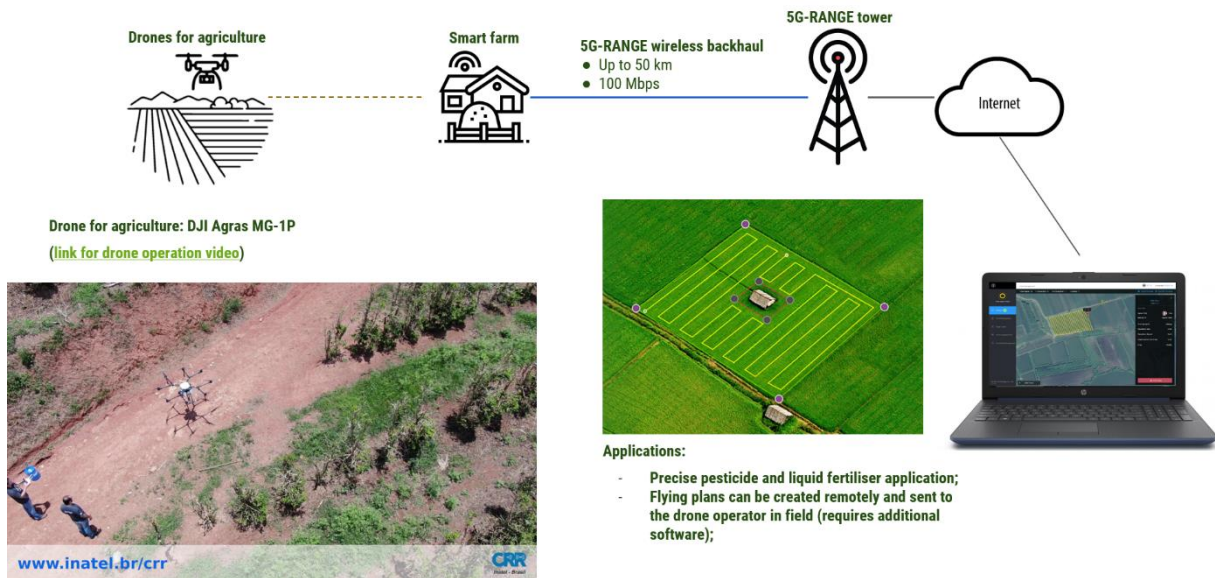 5G-RANGE tower
Drones for agriculture
Smart farm
5G-RANGE wireless backhaul
● Up to 50 km
● 100 Mbps
Internet
Drone for agriculture: DJI Agras MG-1P
(link for drone operation video)
Applications:
- Precise pesticide and liquid fertiliser application;
- Flying plans can be created remotely and sent to
the drone operator in field (requires additional
software);
www.inatel.br/crr
CRR
Inatel - Brasil
hp